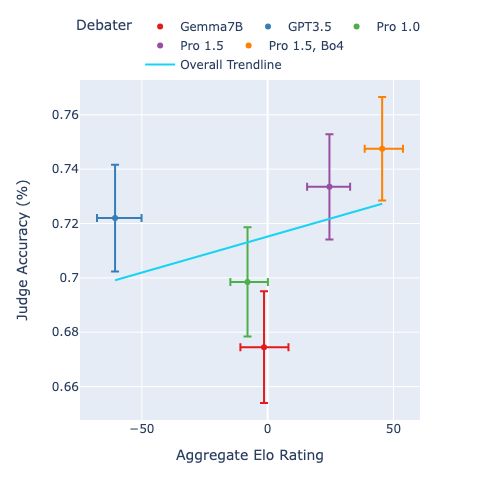 Debater
Gemma7B
GPT3.5
Pro 1.0
Pro 1.5
Pro 1.5, Bo4
Overall Trendline
0.76
0.74
0.72
0.7
0.68
0.66
Judge Accuracy (%)
−50
0
50
Aggregate Elo Rating